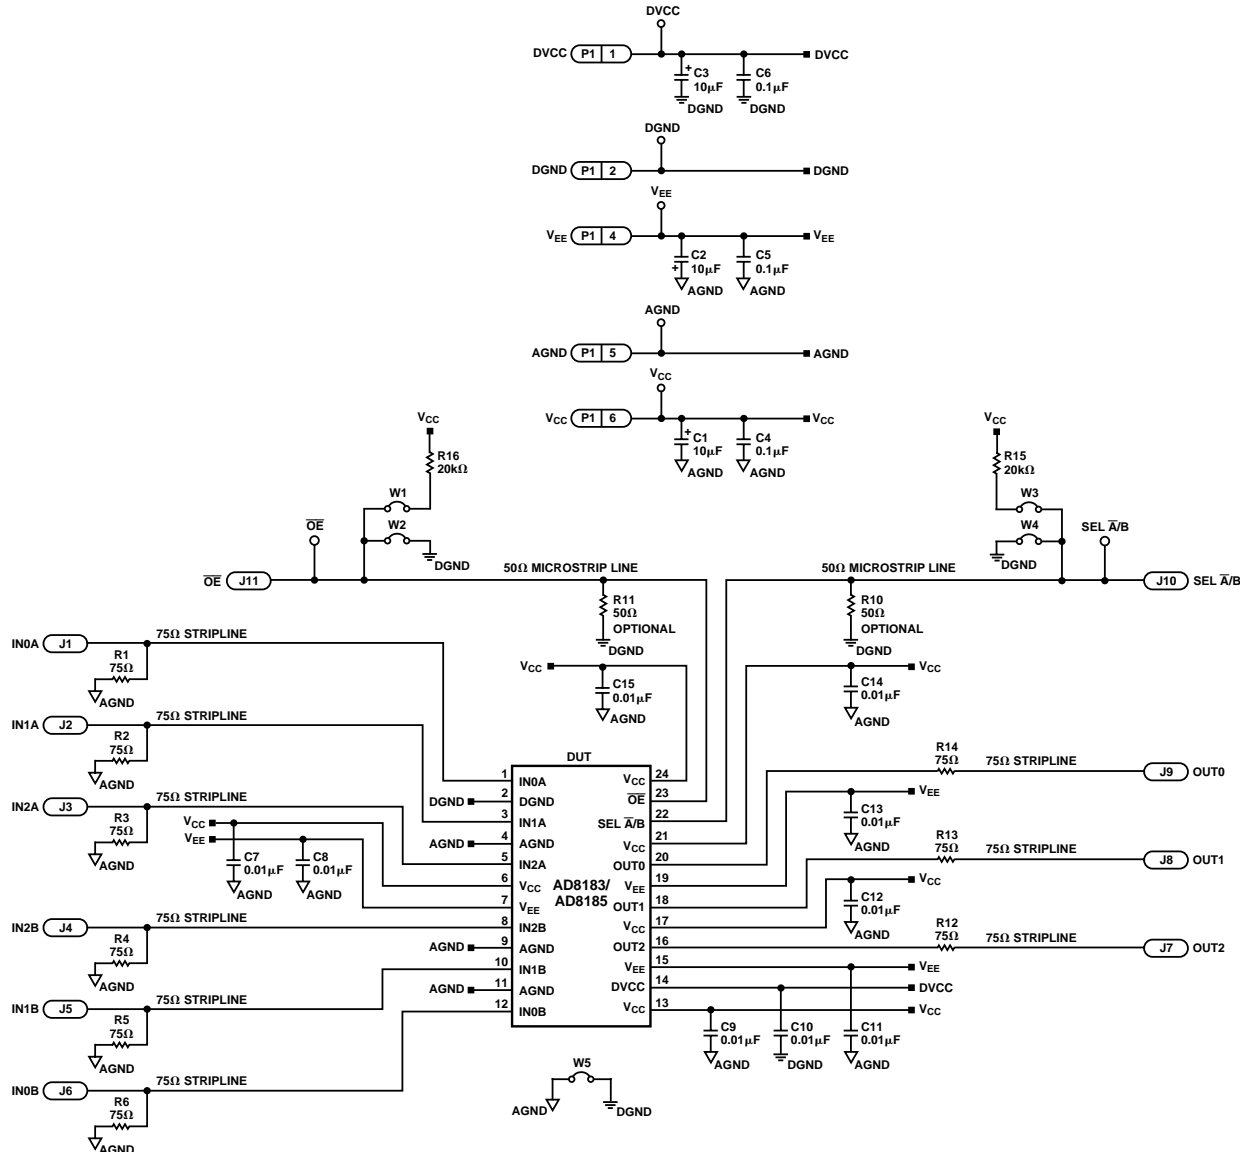 DVCC
DVCC P1 1 DVCC
C3 10µF
C6 0.1µF
DGND DGND
DGND
DGND P1 2 DGND
VEE
VEE P1 4 VEE
C2 10µF
C5 0.1µF
AGND AGND
AGND
AGND P1 5 AGND
VCC
VCC P1 6 VCC
C1 10µF
C4 0.1µF
AGND AGND
VCC
R16 20kΩ
W1
W2
DGND
O̅E̅
O̅E̅ J11
50Ω MICROSTRIP LINE
R11 50Ω OPTIONAL
DGND
VCC
R15 20kΩ
W3
W4
DGND
SEL A̅/B
50Ω MICROSTRIP LINE
J10 SEL A̅/B
R10 50Ω OPTIONAL
DGND
VCC
C15 0.01µF
AGND
VCC
C14 0.01µF
AGND
IN0A J1 75Ω STRIPLINE
R1 75Ω
AGND
IN1A J2 75Ω STRIPLINE
R2 75Ω
AGND
IN2A J3 75Ω STRIPLINE
R3 75Ω
AGND
VCC
VEE
C7 0.01µF
AGND
C8 0.01µF
AGND
IN2B J4 75Ω STRIPLINE
R4 75Ω
AGND
IN1B J5 75Ω STRIPLINE
R5 75Ω
AGND
IN0B J6 75Ω STRIPLINE
R6 75Ω
AGND
DUT
AD8183/
AD8185
1 IN0A
DGND 2 DGND
3 IN1A
AGND 4 AGND
5 IN2A
6 VCC
7 VEE
8 IN2B
AGND 9 AGND
10 IN1B
AGND 11 AGND
12 IN0B
VCC 24
O̅E̅ 23
SEL A̅/B 22
VCC 21
OUT0 20
VEE 19
OUT1 18
VCC 17
OUT2 16
VEE 15
DVCC 14
VCC 13
R14 75Ω
75Ω STRIPLINE J9 OUT0
VEE
C13 0.01µF
AGND
R13 75Ω
75Ω STRIPLINE J8 OUT1
VCC
C12 0.01µF
AGND
R12 75Ω
75Ω STRIPLINE J7 OUT2
VEE
DVCC
VCC
C9 0.01µF
AGND
C10 0.01µF
DGND
C11 0.01µF
AGND
W5
AGND DGND